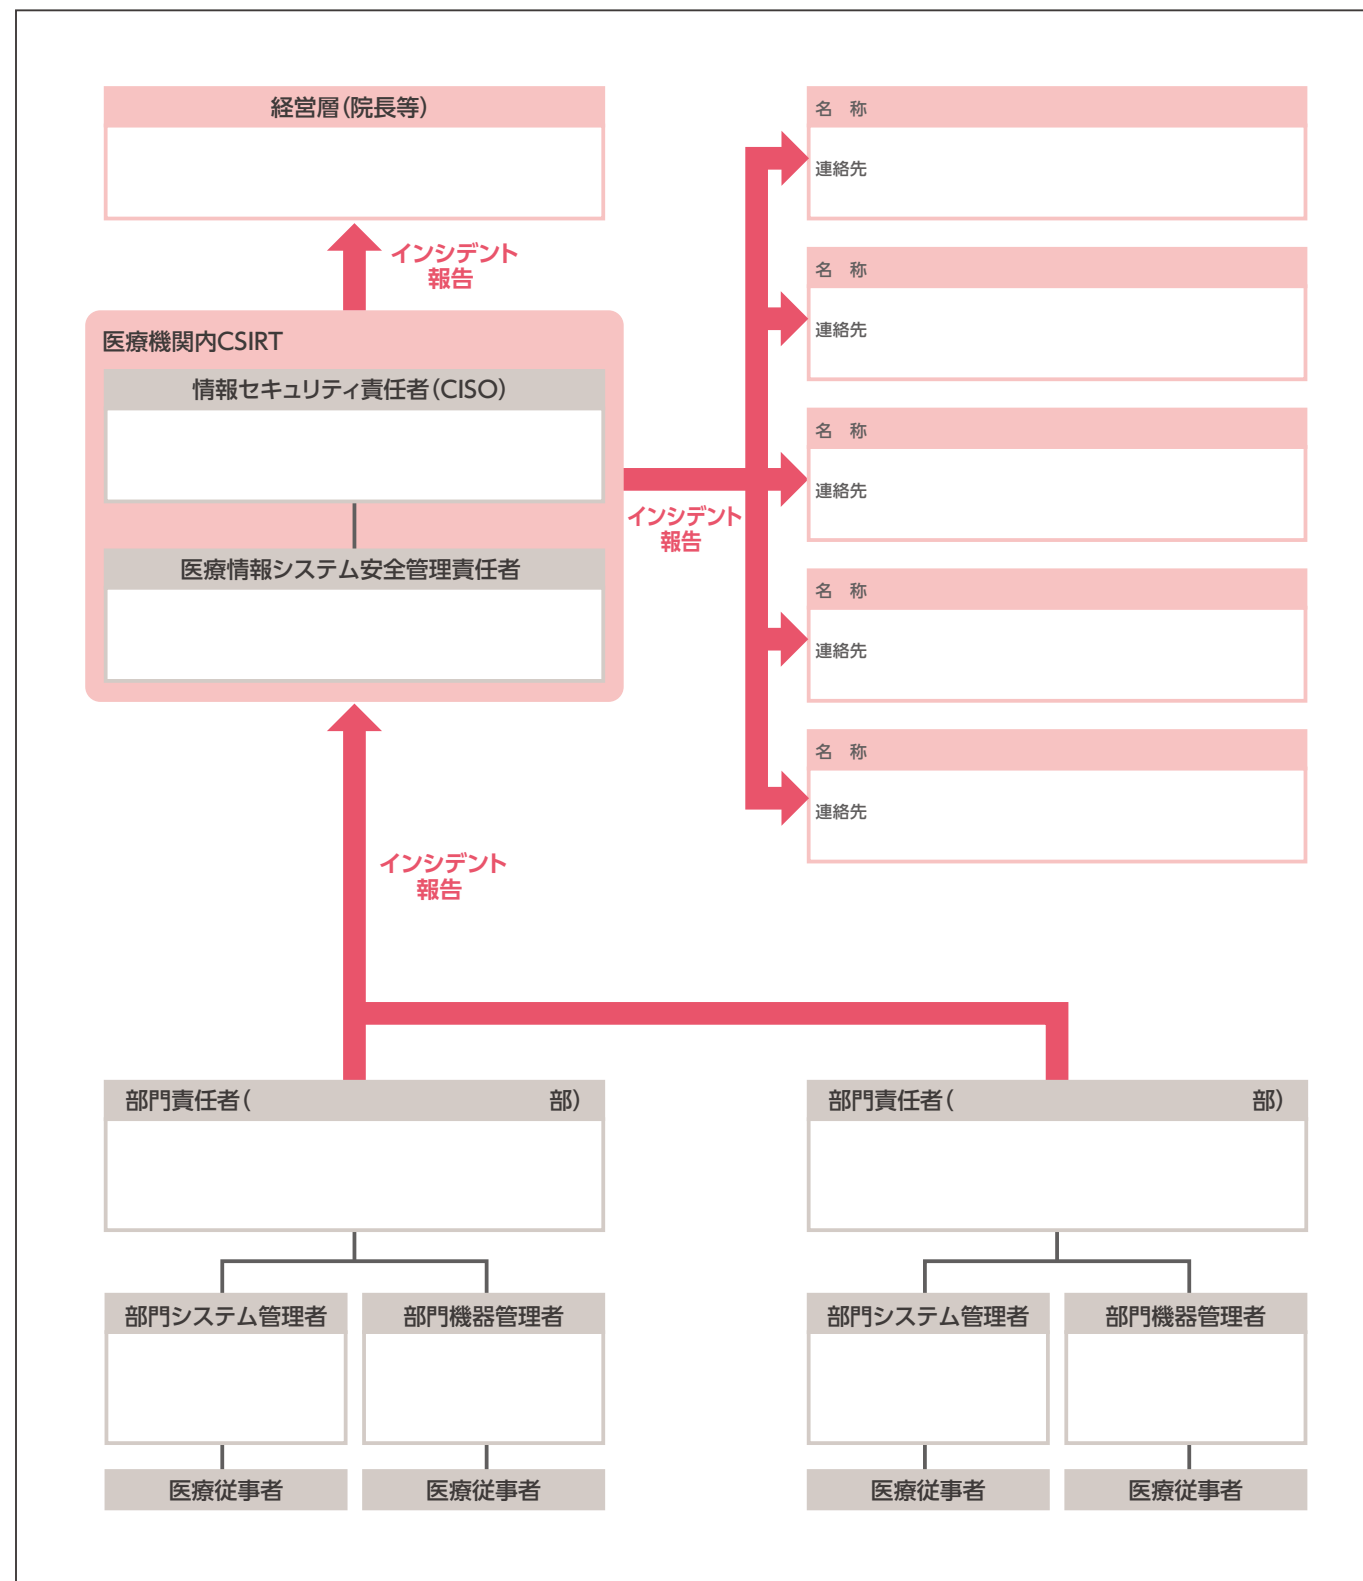 経営層(院長等)
インシデント
報告
医療機関内CSIRT
情報セキュリティ責任者(CISO)
医療情報システム安全管理責任者
インシデント
報告
名　称
連絡先
名　称
連絡先
名　称
連絡先
名　称
連絡先
名　称
連絡先
インシデント
報告
部門責任者(　部)
部門システム管理者
部門機器管理者
医療従事者
医療従事者
部門責任者(　部)
部門システム管理者
部門機器管理者
医療従事者
医療従事者